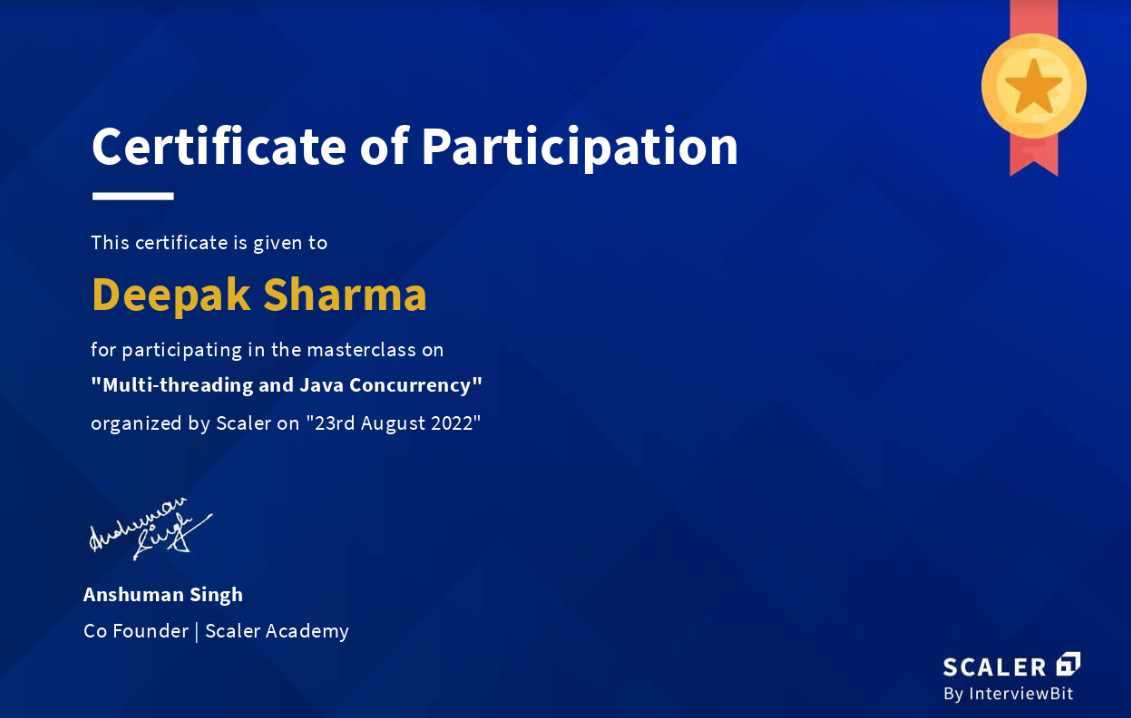 Certificate of Participation
This certificate is given to
Deepak Sharma
for participating in the masterclass on
"Multi-threading and Java Concurrency"
organized by Scaler on "23rd August 2022"
Anshuman
Singh
Anshuman Singh
Co Founder | Scaler Academy
SCALER
By InterviewBit